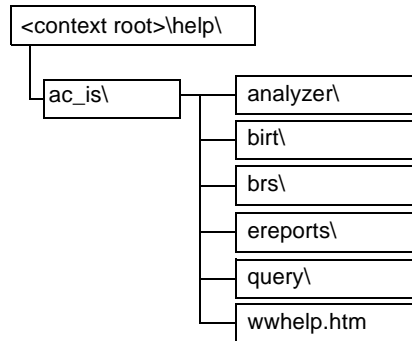 <context root>\help\
ac_is\
analyzer\
birt\
brs\
ereports\
query\
wwhelp.htm